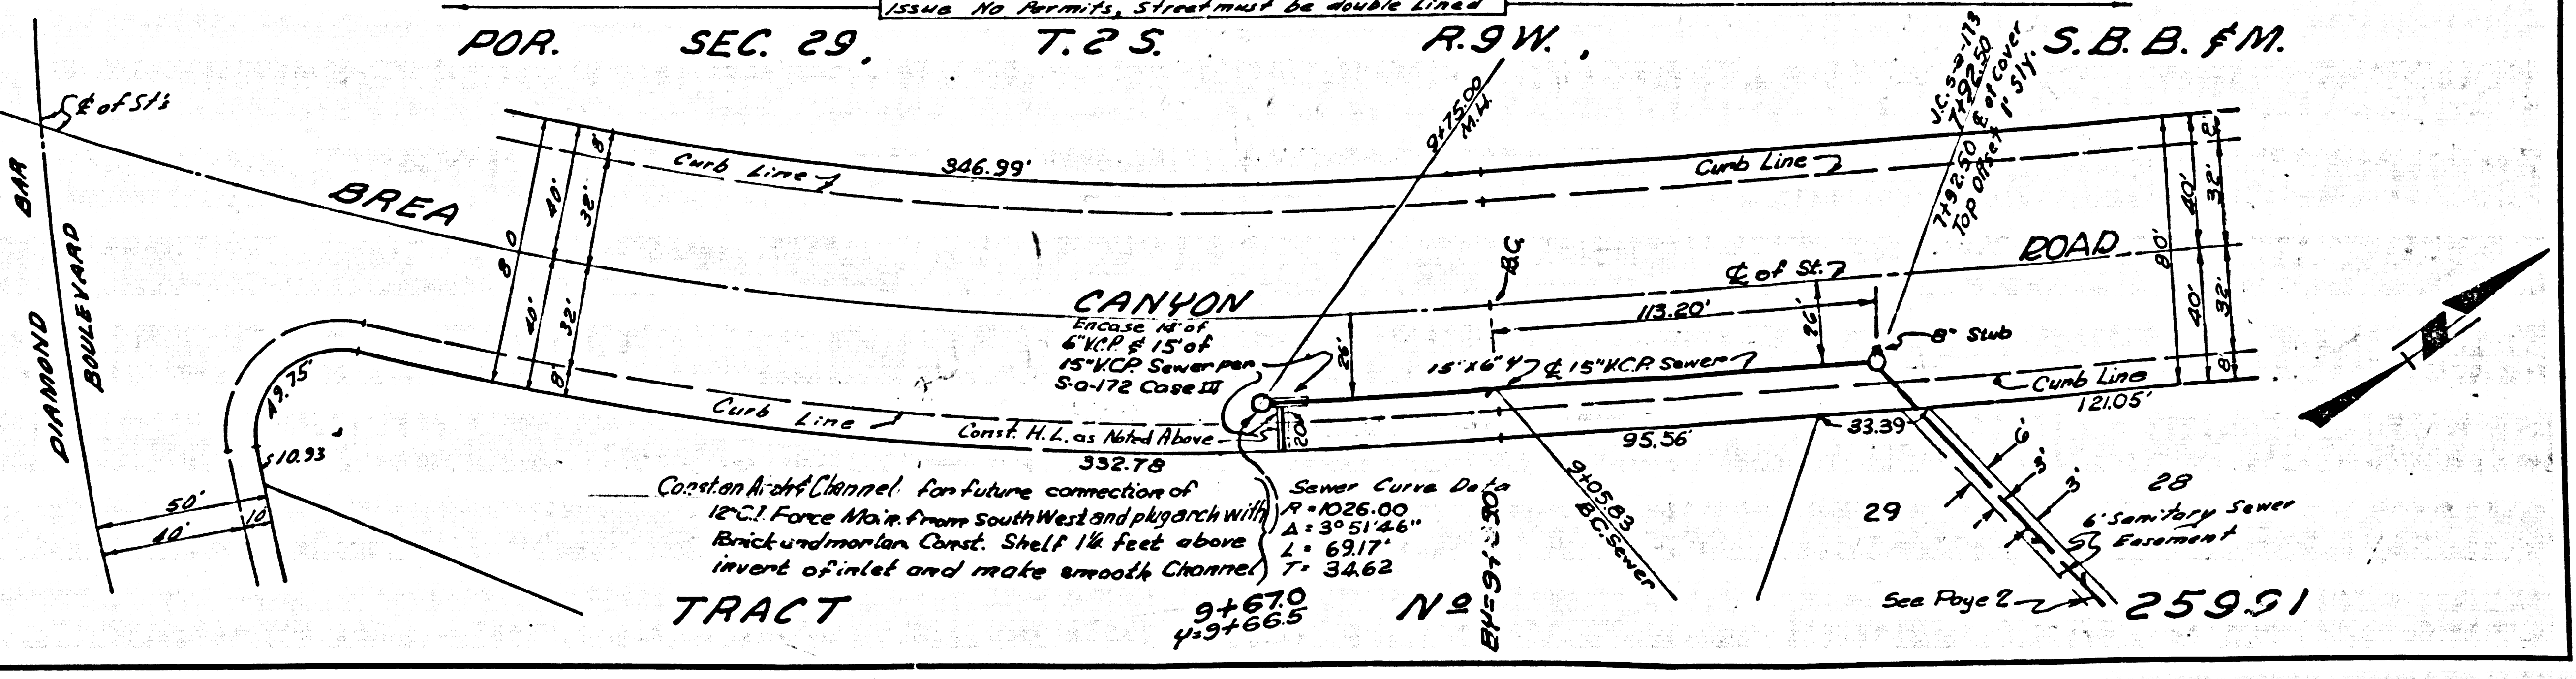 Issue No Permits, Street must be double Lined
POR. SEC. 29, T. 2 S. R. 9 W., S. B. B. & M.
℄ of St's
DIAMOND BAR
BOULEVARD
BREA
CANYON
ROAD
8'
40'
32'
80
40'
32'
8'
Curb Line
346.99'
Curb Line
9+75.00
M.H.
J.C. S-a-173
7+92.50
7+92.50 ℄ of Cover
Top Offset 1' Sly.
8'
40'
32'
80'
40'
32'
8'
B.C.
℄ of St.
113.20'
26'
26'
8" Stub
Encase 14' of
6" V.C.P. & 15' of
15" V.C.P. Sewer per
S-a-172 Case III
15"x6" Y
℄ 15" V.C.P. Sewer
Curb Line
121.05'
49.75'
10.93
50'
40'
10'
Curb Line
Const. H.L. as Noted Above
20'
332.78
95.56'
33.39
9+05.83
B.C. Sewer
6'
3'
3'
28
29
6' Sanitary Sewer
Easement
See Page 2
Const. an Arch & Channel for future connection of
12" C.I. Force Main from South West and plug arch with
Brick and mortar. Const. Shelf 1¼ feet above
invert of inlet and make smooth Channel
Sewer Curve Data
R = 1026.00
Δ = 3° 51' 46"
L = 69.17'
T = 34.62
9+67.0
Y=9+66.5
TRACT Nº 25991